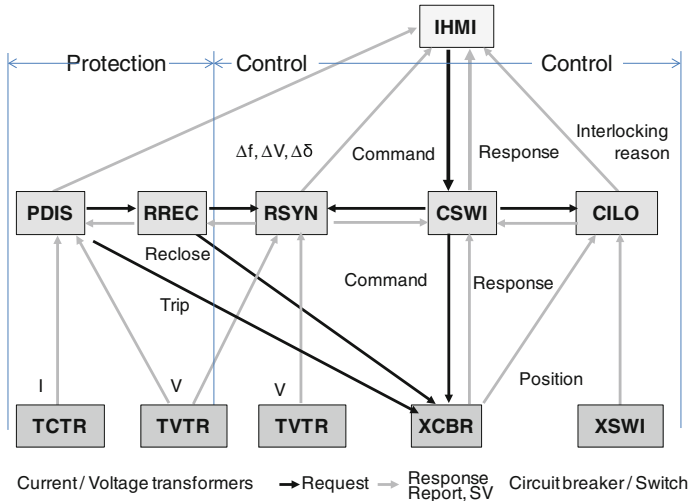 IHMI
Protection
Control
Control
Δf, ΔV, Δδ
Command
Response
Interlocking
reason
PDIS
RREC
RSYN
CSWI
CILO
Reclose
Trip
Command
Response
I
V
V
Position
TCTR
TVTR
TVTR
XCBR
XSWI
Current / Voltage transformers
Request
Response
Report, SV
Circuit breaker / Switch